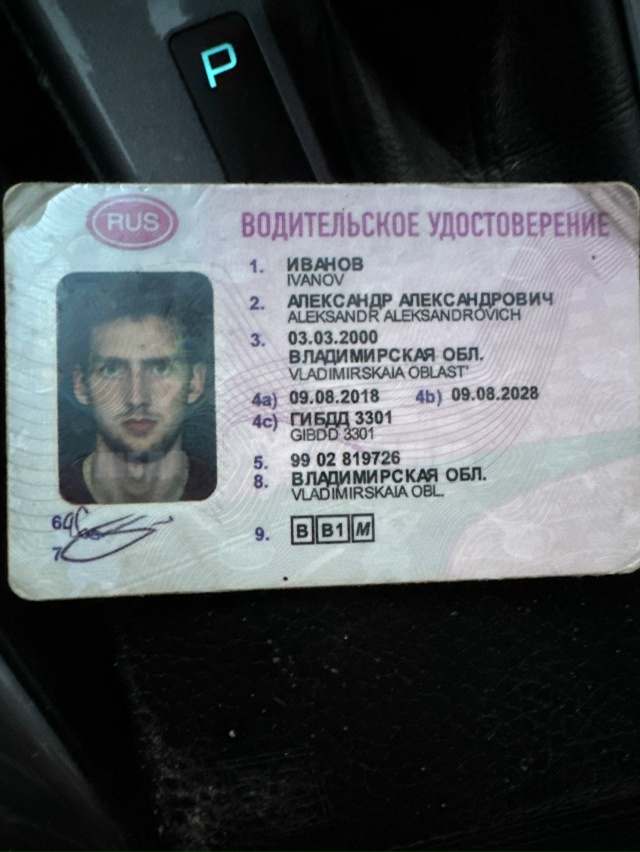 P
RUS
ВОДИТЕЛЬСКОЕ УДОСТОВЕРЕНИЕ
1. ИВАНОВ
IVANOV
2. АЛЕКСАНДР АЛЕКСАНДРОВИЧ
ALEKSANDR ALEKSANDROVICH
3. 03.03.2000
ВЛАДИМИРСКАЯ ОБЛ.
VLADIMIRSKAIA OBLAST'
4a) 09.08.2018 4b) 09.08.2028
4c) ГИБДД 3301
GIBDD 3301
5. 99 02 819726
8. ВЛАДИМИРСКАЯ ОБЛ.
VLADIMIRSKAIA OBL.
6.
7.
9. B B1 M